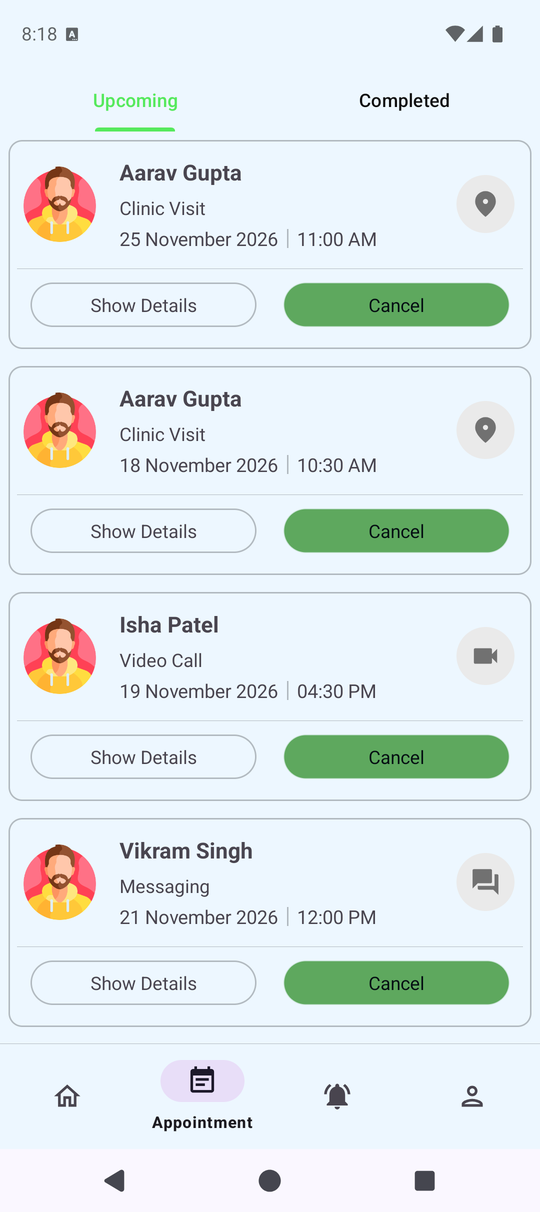 8:18 A
Upcoming Completed
Aarav Gupta
Clinic Visit
25 November 2026 11:00 AM
Show Details Cancel
Aarav Gupta
Clinic Visit
18 November 2026 10:30 AM
Show Details Cancel
Isha Patel
Video Call
19 November 2026 04:30 PM
Show Details Cancel
Vikram Singh
Messaging
21 November 2026 12:00 PM
Show Details Cancel
Appointment